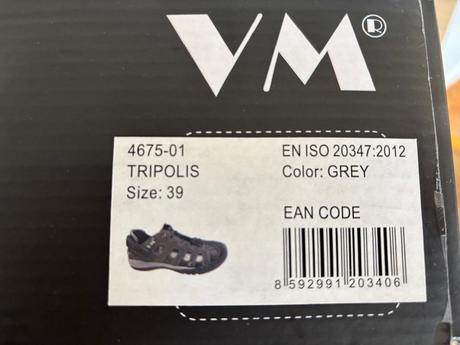 VM®
4675-01 EN ISO 20347:2012
TRIPOLIS Color: GREY
Size: 39
EAN CODE
8 592991 203406